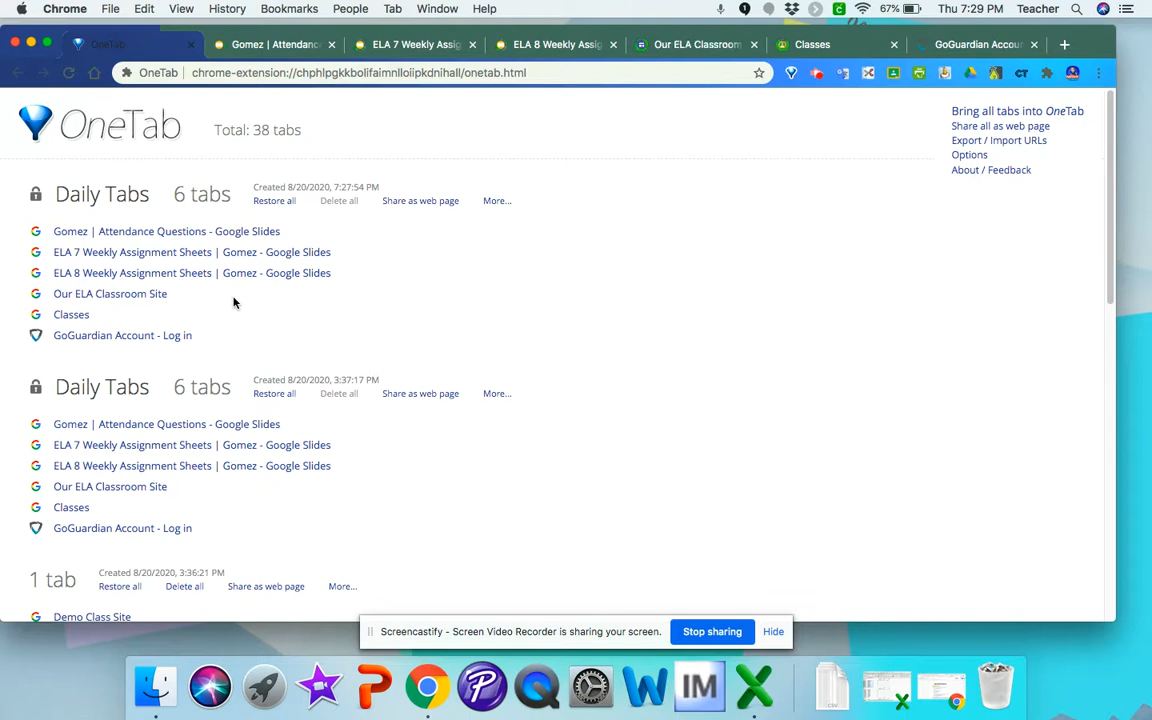 Chrome File Edit View History Bookmarks People Tab Window Help 67% Thu 7:29 PM Teacher
OneTab Gomez | Attendanc ELA 7 Weekly Assig ELA 8 Weekly Assig Our ELA Classroom Classes GoGuardian Accou
OneTab chrome-extension://chphlpgkkbolifaimnlloiipkdnihall/onetab.html CT
OneTab Total: 38 tabs
Bring all tabs into OneTab
Share all as web page
Export / Import URLs
Options
About / Feedback
Daily Tabs 6 tabs Created 8/20/2020, 7:27:54 PM
Restore all Delete all Share as web page More...
Gomez | Attendance Questions - Google Slides
ELA 7 Weekly Assignment Sheets | Gomez - Google Slides
ELA 8 Weekly Assignment Sheets | Gomez - Google Slides
Our ELA Classroom Site
Classes
GoGuardian Account - Log in
Daily Tabs 6 tabs Created 8/20/2020, 3:37:17 PM
Restore all Delete all Share as web page More...
Gomez | Attendance Questions - Google Slides
ELA 7 Weekly Assignment Sheets | Gomez - Google Slides
ELA 8 Weekly Assignment Sheets | Gomez - Google Slides
Our ELA Classroom Site
Classes
GoGuardian Account - Log in
1 tab Created 8/20/2020, 3:36:21 PM
Restore all Delete all Share as web page More...
Demo Class Site
Screencastify - Screen Video Recorder is sharing your screen. Stop sharing Hide
IM